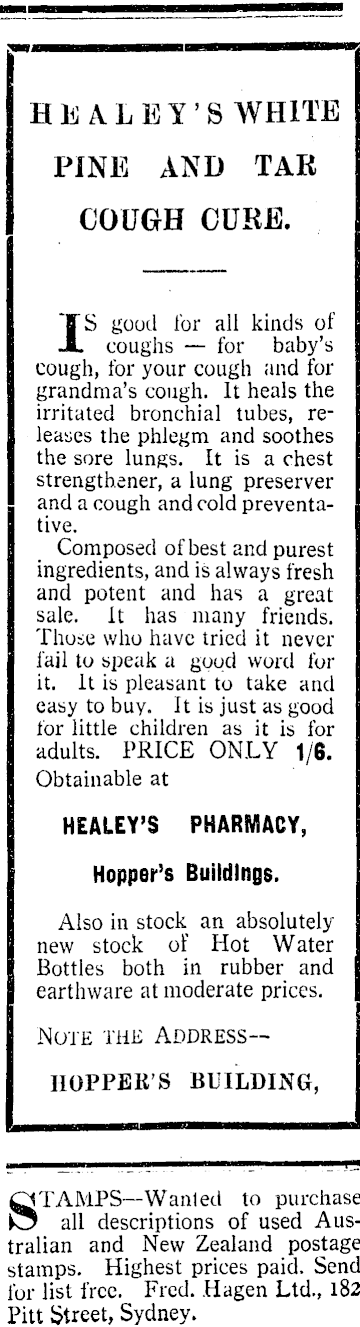 HEALEY'S WHITE
PINE AND TAR
COUGH CURE.
IS good for all kinds of
coughs — for baby's
cough, for your cough and for
grandma's cough. It heals the
irritated bronchial tubes, re-
leases the phlegm and soothes
the sore lungs. It is a chest
strengthener, a lung preserver
and a cough and cold preventa-
tive.
Composed of best and purest
ingredients, and is always fresh
and potent and has a great
sale. It has many friends.
Those who have tried it never
fail to speak a good word for
it. It is pleasant to take and
easy to buy. It is just as good
for little children as it is for
adults. PRICE ONLY 1/6.
Obtainable at
HEALEY'S PHARMACY,
Hopper's Buildings.
Also in stock an absolutely
new stock of Hot Water
Bottles both in rubber and
earthware at moderate prices.
NOTE THE ADDRESS--
HOPPER'S BUILDING,
STAMPS—Wanted to purchase
all descriptions of used Aus-
tralian and New Zealand postage
stamps. Highest prices paid. Send
for list free. Fred. Hagen Ltd., 182
Pitt Street, Sydney.